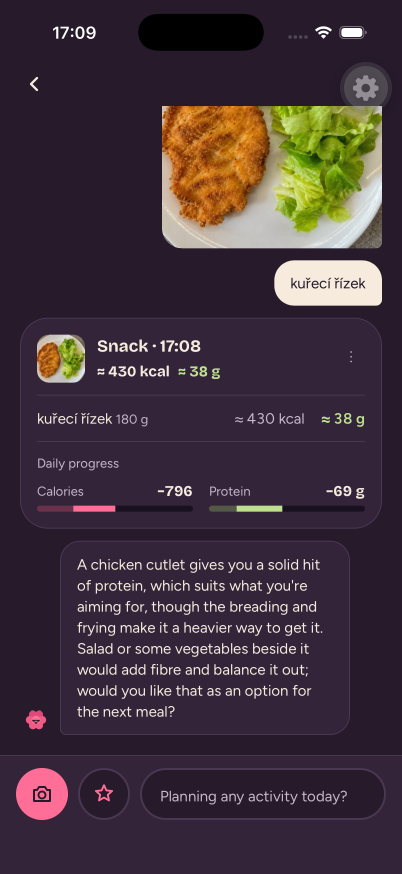 17:09
kuřecí řízek
Snack · 17:08
≈ 430 kcal ≈ 38 g
kuřecí řízek 180 g ≈ 430 kcal ≈ 38 g
Daily progress
Calories −796 Protein −69 g
A chicken cutlet gives you a solid hit
of protein, which suits what you're
aiming for, though the breading and
frying make it a heavier way to get it.
Salad or some vegetables beside it
would add fibre and balance it out;
would you like that as an option for
the next meal?
Planning any activity today?